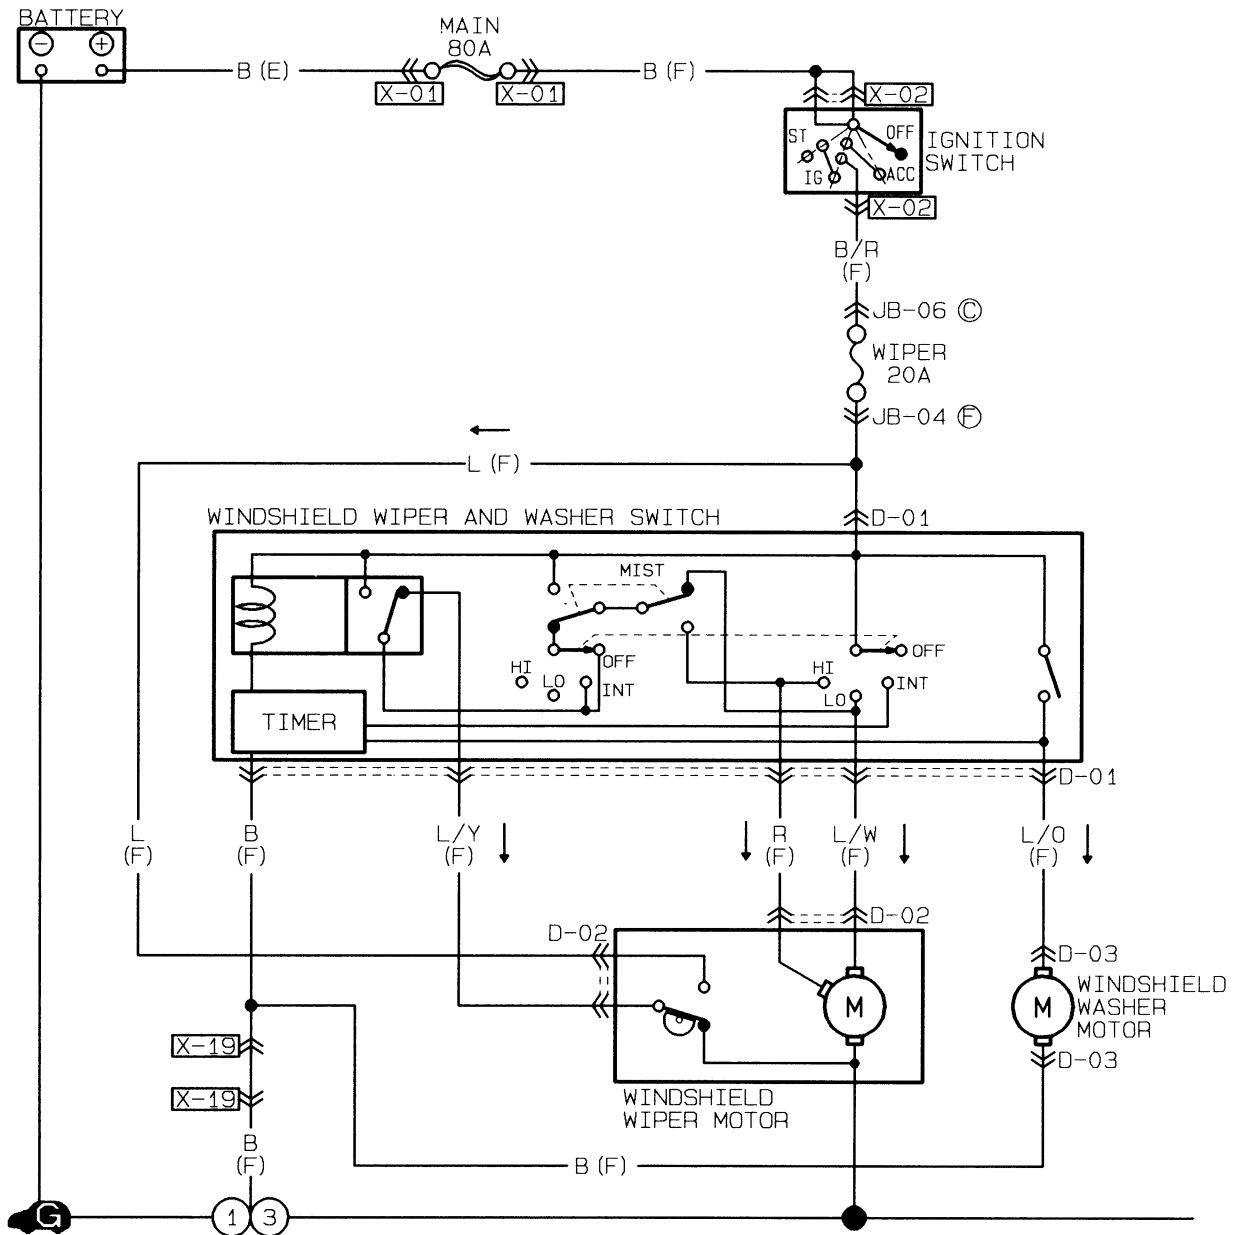 BATTERY
MAIN
80A
B (E)
B (F)
X-01
X-01
X-02
ST
OFF
IG
ACC
IGNITION
SWITCH
X-02
B/R
(F)
JB-06 Ⓒ
WIPER
20A
JB-04 Ⓕ
L (F)
WINDSHIELD WIPER AND WASHER SWITCH
D-01
MIST
OFF
HI
LO
INT
OFF
HI
LO
INT
TIMER
D-01
L
(F)
B
(F)
L/Y
(F)
R
(F)
L/W
(F)
L/O
(F)
D-02
D-02
D-03
M
M
WINDSHIELD
WASHER
MOTOR
D-03
X-19
X-19
WINDSHIELD
WIPER MOTOR
B
(F)
B (F)
G
1
3